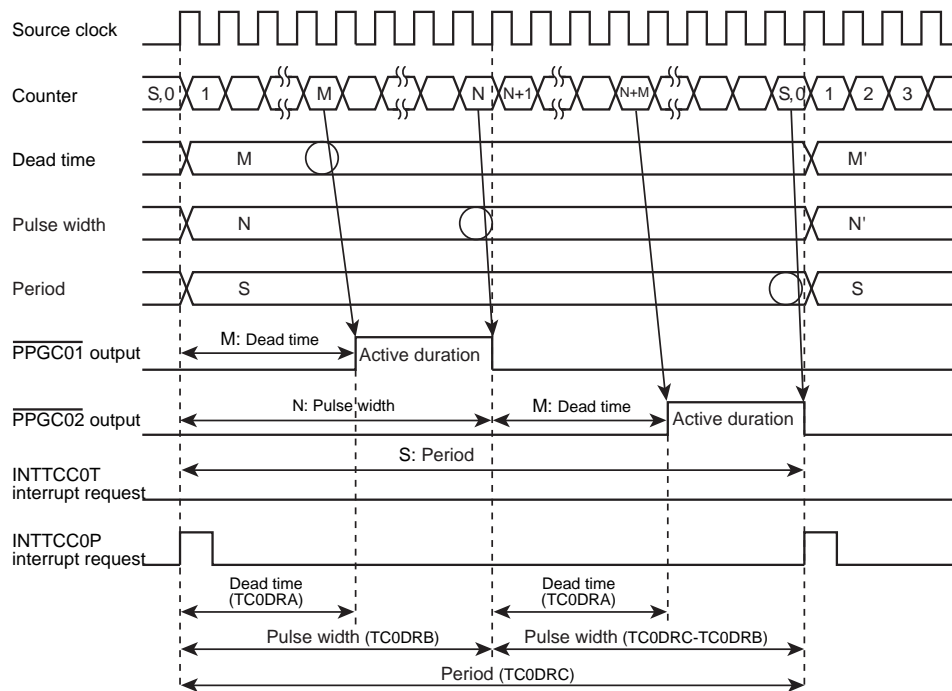 Source clock
Counter
S,0 1 M N N+1 N+M S,0 1 2 3
Dead time
M M'
Pulse width
N N'
Period
S S
M: Dead time
PPGC01 output
Active duration
N: Pulse width M: Dead time
PPGC02 output
Active duration
S: Period
INTTCC0T
interrupt request
INTTCC0P
interrupt request
Dead time
(TC0DRA)
Dead time
(TC0DRA)
Pulse width (TC0DRB) Pulse width (TC0DRC-TC0DRB)
Period (TC0DRC)